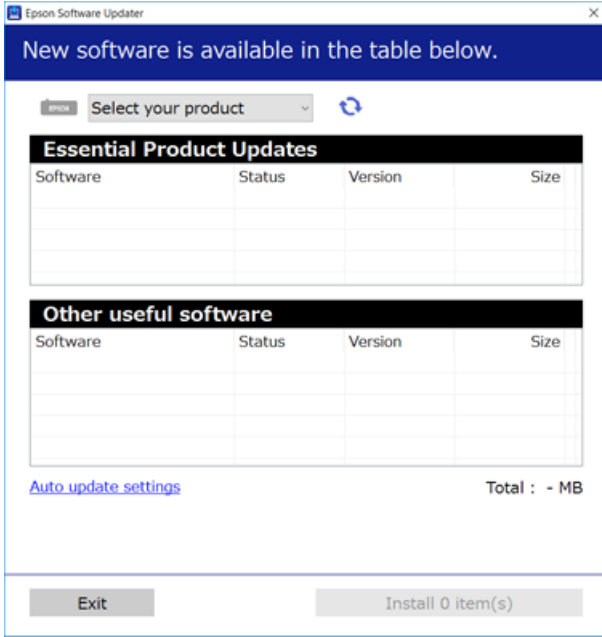 Epson Software Updater
New software is available in the table below.
EPSON Select your product
Essential Product Updates
Software Status Version Size
Other useful software
Software Status Version Size
Auto update settings Total : - MB
Exit Install 0 item(s)